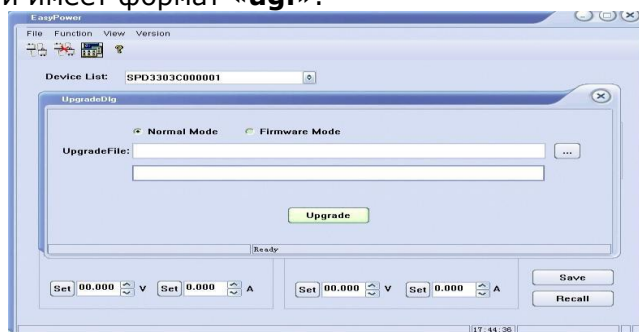 и имеет формат «ugr».
EasyPower
File Function View Version
Device List: SPD3303C000001
UpgradeDlg
Normal Mode Firmware Mode
UpgradeFile: ...
Upgrade
Ready
Set 00.000 V Set 0.000 A Set 00.000 V Set 0.000 A
Save
Recall
17:44:36